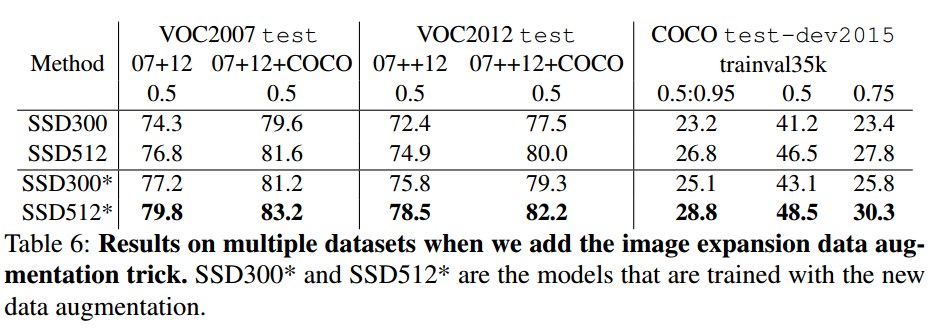 VOC2007 test VOC2012 test COCO test-dev2015
Method 07+12 07+12+COCO 07++12 07++12+COCO trainval35k
0.5 0.5 0.5 0.5 0.5:0.95 0.5 0.75
SSD300 74.3 79.6 72.4 77.5 23.2 41.2 23.4
SSD512 76.8 81.6 74.9 80.0 26.8 46.5 27.8
SSD300* 77.2 81.2 75.8 79.3 25.1 43.1 25.8
SSD512* 79.8 83.2 78.5 82.2 28.8 48.5 30.3
Table 6: Results on multiple datasets when we add the image expansion data aug-
mentation trick. SSD300* and SSD512* are the models that are trained with the new
data augmentation.